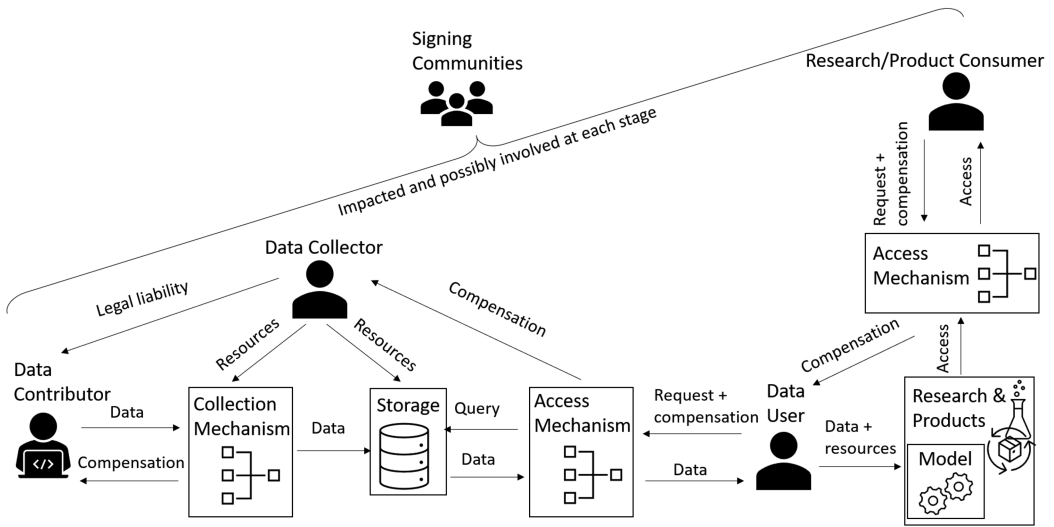 Signing
Communities
Research/Product Consumer
Impacted and possibly involved at each stage
Request +
compensation
Access
Access
Mechanism
Data Collector
Legal liability
Compensation
Resources
Resources
Compensation
Access
Data
Contributor
Data
Compensation
Collection
Mechanism
Data
Storage
Query
Data
Access
Mechanism
Request +
compensation
Data
Data
User
Data +
resources
Research &
Products
Model